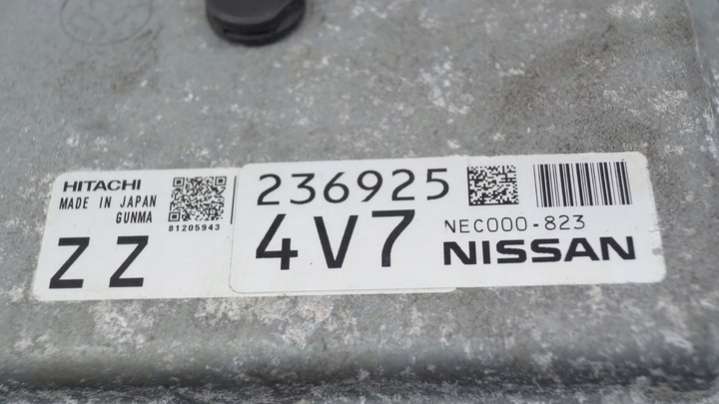 HITACHI
MADE IN JAPAN
GUNMA
81205943
ZZ
236925
4V7
NEC000-823
NISSAN